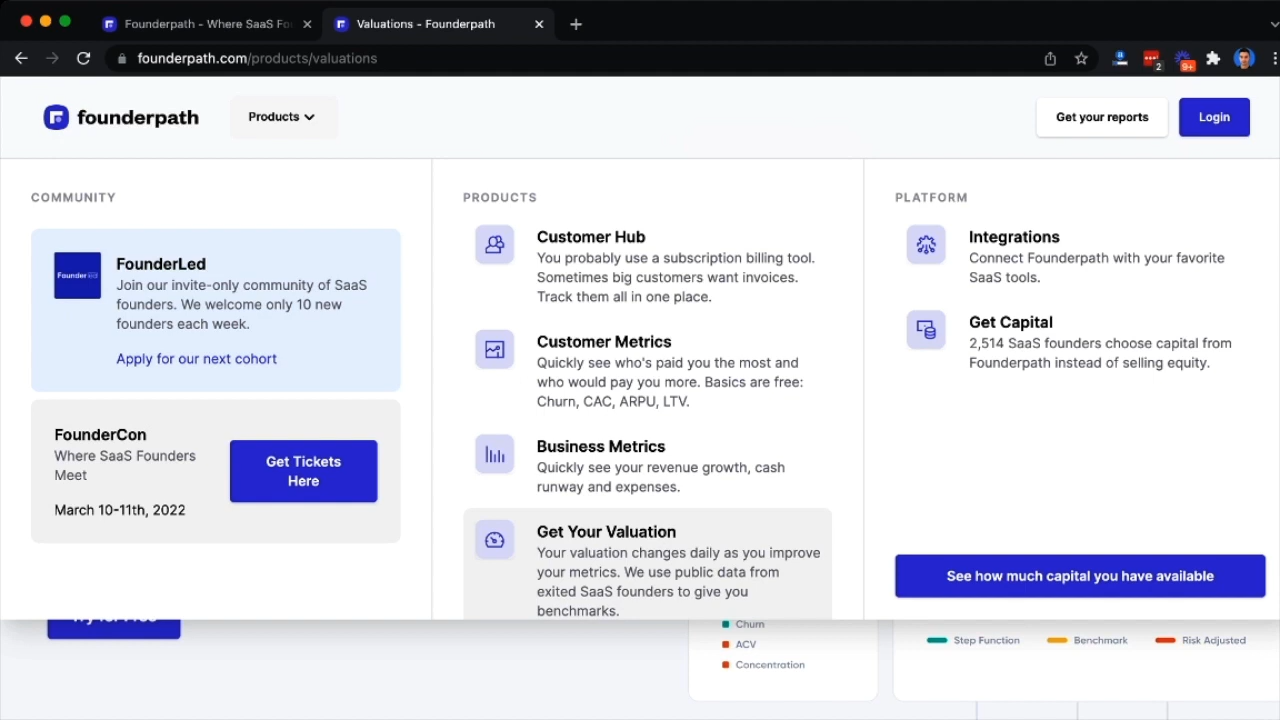 Founderpath - Where SaaS Fo
Valuations - Founderpath
founderpath.com/products/valuations
2
9+
founderpath
Products
Get your reports
Login
COMMUNITY
FounderLed
Join our invite-only community of SaaS
founders. We welcome only 10 new
founders each week.
Apply for our next cohort
FounderCon
Where SaaS Founders
Meet
March 10-11th, 2022
Get Tickets
Here
PRODUCTS
Customer Hub
You probably use a subscription billing tool.
Sometimes big customers want invoices.
Track them all in one place.
Customer Metrics
Quickly see who's paid you the most and
who would pay you more. Basics are free:
Churn, CAC, ARPU, LTV.
Business Metrics
Quickly see your revenue growth, cash
runway and expenses.
Get Your Valuation
Your valuation changes daily as you improve
your metrics. We use public data from
exited SaaS founders to give you
benchmarks.
PLATFORM
Integrations
Connect Founderpath with your favorite
SaaS tools.
Get Capital
2,514 SaaS founders choose capital from
Founderpath instead of selling equity.
See how much capital you have available
Churn
ACV
Concentration
Step Function
Benchmark
Risk Adjusted